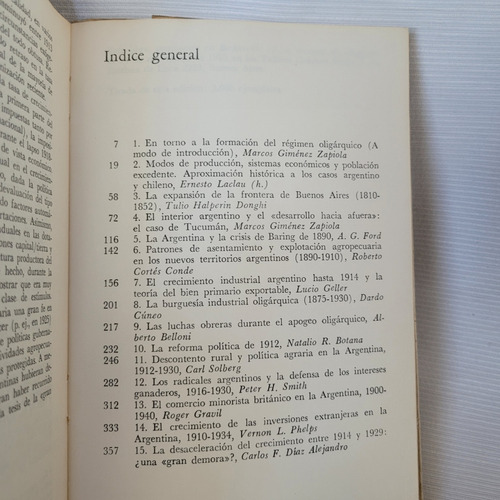 Indice general
7 1. En torno a la formación del régimen oligárquico (A
modo de introducción), Marcos Giménez Zapiola
19 2. Modos de producción, sistemas económicos y población
excedente. Aproximación histórica a los casos argentino
y chileno, Ernesto Laclau (h.)
58 3. La expansión de la frontera de Buenos Aires (1810-
1852), Tulio Halperin Donghi
72 4. El interior argentino y el «desarrollo hacia afuera»:
el caso de Tucumán, Marcos Giménez Zapiola
116 5. La Argentina y la crisis de Baring de 1890, A. G. Ford
142 6. Patrones de asentamiento y explotación agropecuaria
en los nuevos territorios argentinos (1890-1910), Roberto
Cortés Conde
156 7. El crecimiento industrial argentino hasta 1914 y la
teoría del bien primario exportable, Lucio Geller
201 8. La burguesía industrial oligárquica (1875-1930), Dardo
Cúneo
217 9. Las luchas obreras durante el apogeo oligárquico, Al-
berto Belloni
232 10. La reforma política de 1912, Natalio R. Botana
246 11. Descontento rural y política agraria en la Argentina,
1912-1930, Carl Solberg
282 12. Los radicales argentinos y la defensa de los intereses
ganaderos, 1916-1930, Peter H. Smith
312 13. El comercio minorista británico en la Argentina, 1900-
1940, Roger Gravil
333 14. El crecimiento de las inversiones extranjeras en la
Argentina, 1910-1934, Vernon L. Phelps
357 15. La desaceleración del crecimiento entre 1914 y 1929:
¿una «gran demora»?, Carlos F. Díaz Alejandro